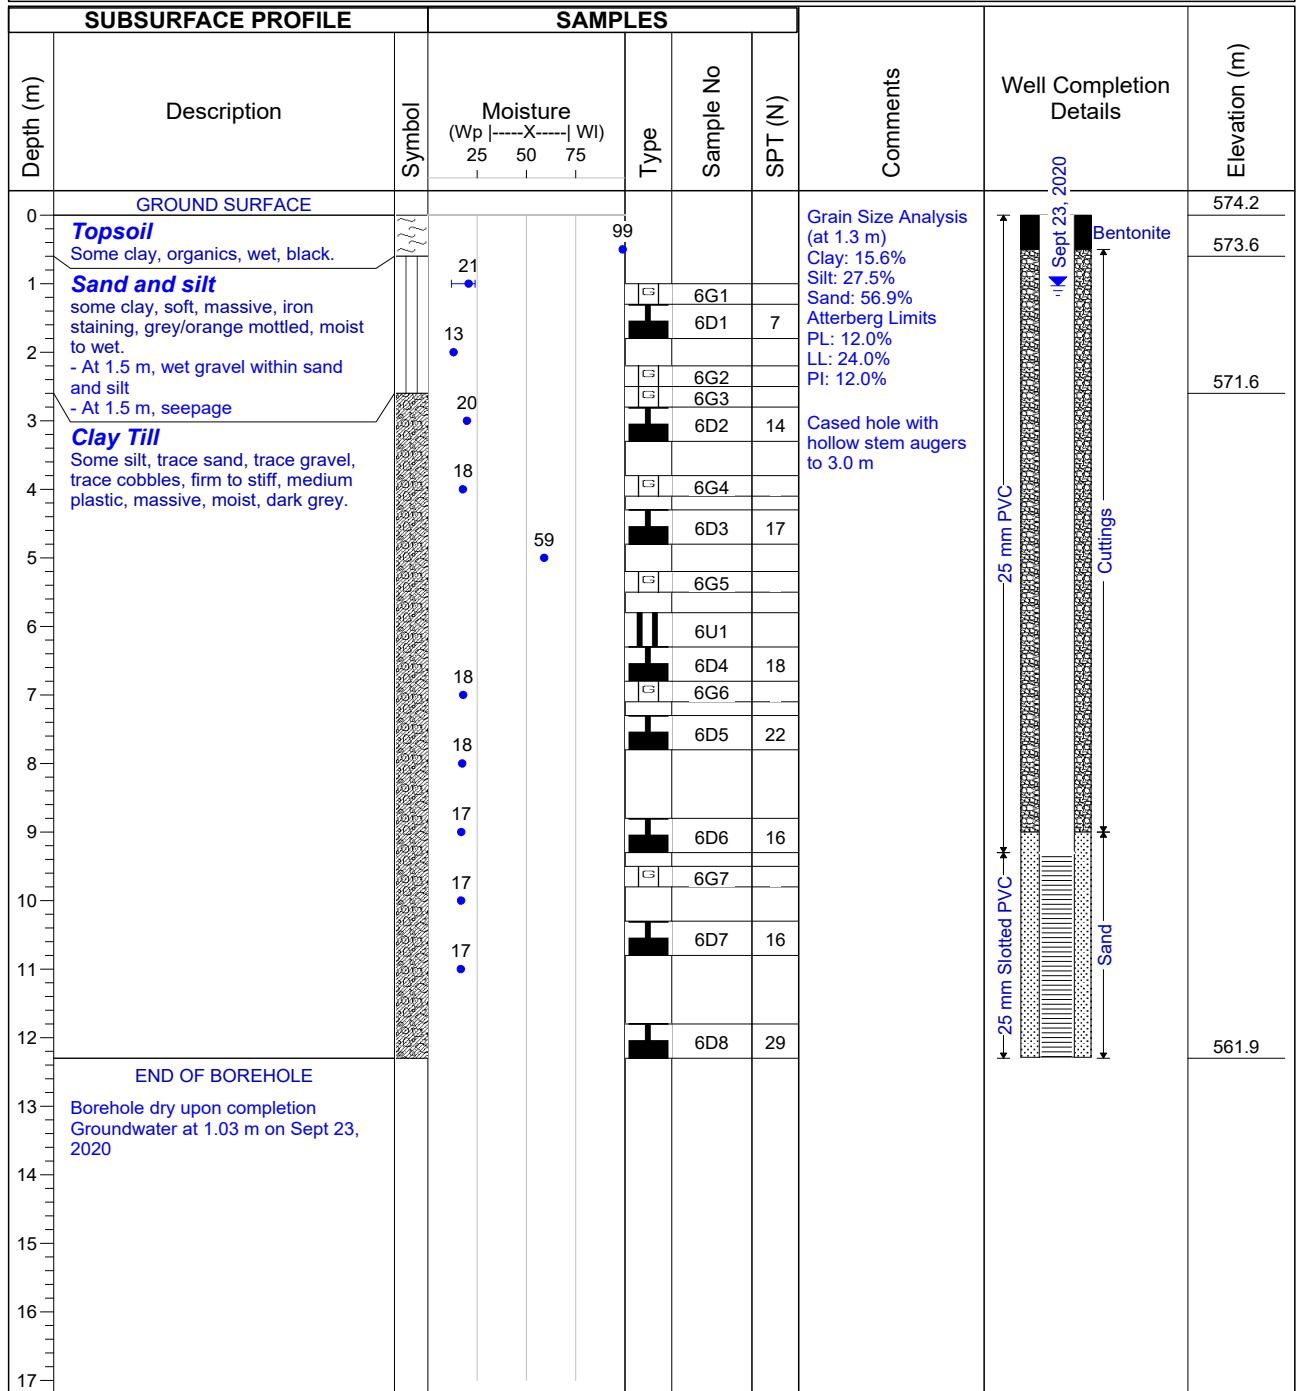 SUBSURFACE PROFILE
SAMPLES
Depth (m)
Description
Symbol
Moisture
(Wp |-----X-----| Wl)
25 50 75
Type
Sample No
SPT (N)
Comments
Well Completion
Details
Elevation (m)
GROUND SURFACE
Topsoil
Some clay, organics, wet, black.
Sand and silt
some clay, soft, massive, iron
staining, grey/orange mottled, moist
to wet.
- At 1.5 m, wet gravel within sand
and silt
- At 1.5 m, seepage
Clay Till
Some silt, trace sand, trace gravel,
trace cobbles, firm to stiff, medium
plastic, massive, moist, dark grey.
END OF BOREHOLE
Borehole dry upon completion
Groundwater at 1.03 m on Sept 23,
2020
0
1
2
3
4
5
6
7
8
9
10
11
12
13
14
15
16
17
99
21
13
20
18
59
18
18
17
17
17
G 6G1
6D1 7
G 6G2
G 6G3
6D2 14
G 6G4
6D3 17
G 6G5
6U1
6D4 18
G 6G6
6D5 22
6D6 16
G 6G7
6D7 16
6D8 29
Grain Size Analysis
(at 1.3 m)
Clay: 15.6%
Silt: 27.5%
Sand: 56.9%
Atterberg Limits
PL: 12.0%
LL: 24.0%
PI: 12.0%
Cased hole with
hollow stem augers
to 3.0 m
Sept 23, 2020
Bentonite
25 mm PVC
Cuttings
25 mm Slotted PVC
Sand
574.2
573.6
571.6
561.9